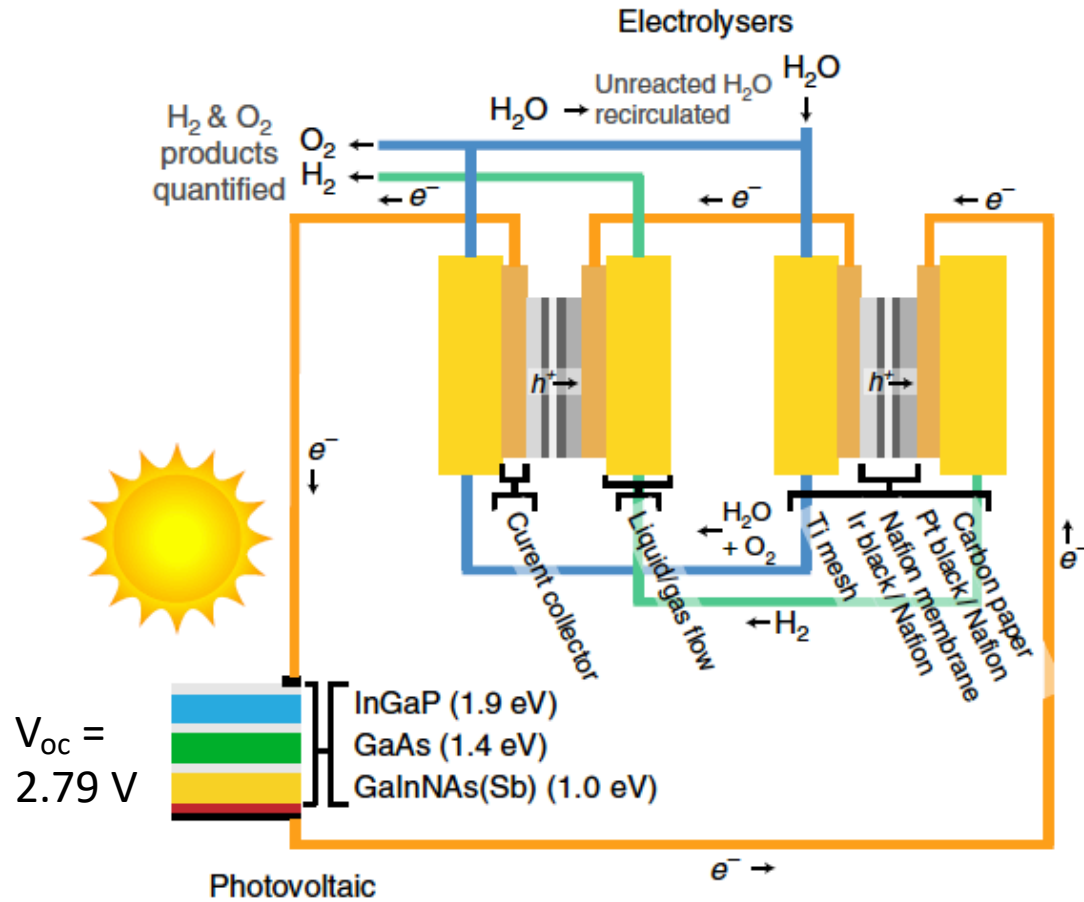 Electrolysers
H₂O
Unreacted H₂O
H₂O → recirculated
H₂ & O₂
products
quantified
O₂ ←
H₂ ←
← e⁻
← e⁻
← e⁻
h⁺→
h⁺→
e⁻
↓
Curent collector
Liquid/gas flow
← H₂O
+ O₂
Ti mesh
Ir black / Nafion
Nafion membrane
Pt black / Nafion
Carbon paper
← H₂
↑
e⁻
InGaP (1.9 eV)
GaAs (1.4 eV)
GaInNAs(Sb) (1.0 eV)
Voc =
2.79 V
e⁻ →
Photovoltaic